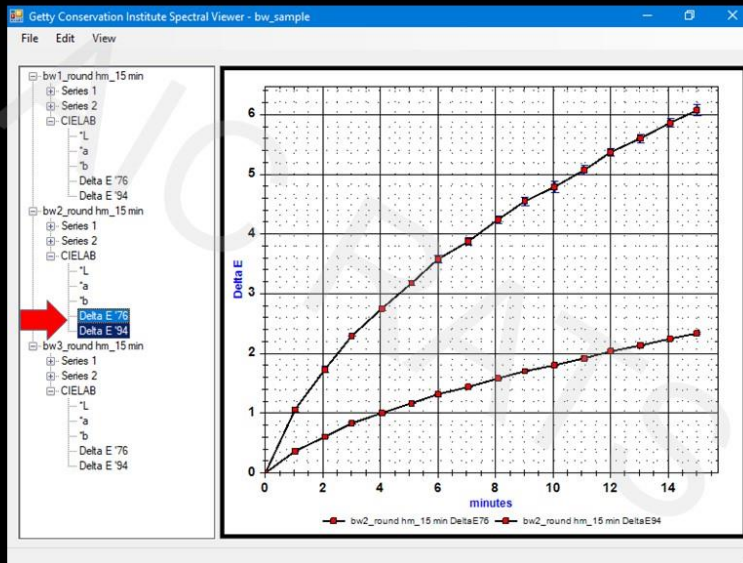 Getty Conservation Institute Spectral Viewer - bw_sample
File Edit View
bw1_round hm_15 min
Series 1
Series 2
CIELAB
*L
*a
*b
Delta E '76
Delta E '94
bw2_round hm_15 min
Series 1
Series 2
CIELAB
*L
*a
*b
Delta E '76
Delta E '94
bw3_round hm_15 min
Series 1
Series 2
CIELAB
*L
*a
*b
Delta E '76
Delta E '94
Delta E
6
5
4
3
2
1
0
0 2 4 6 8 10 12 14
minutes
bw2_round hm_15 min DeltaE76 bw2_round hm_15 min DeltaE94